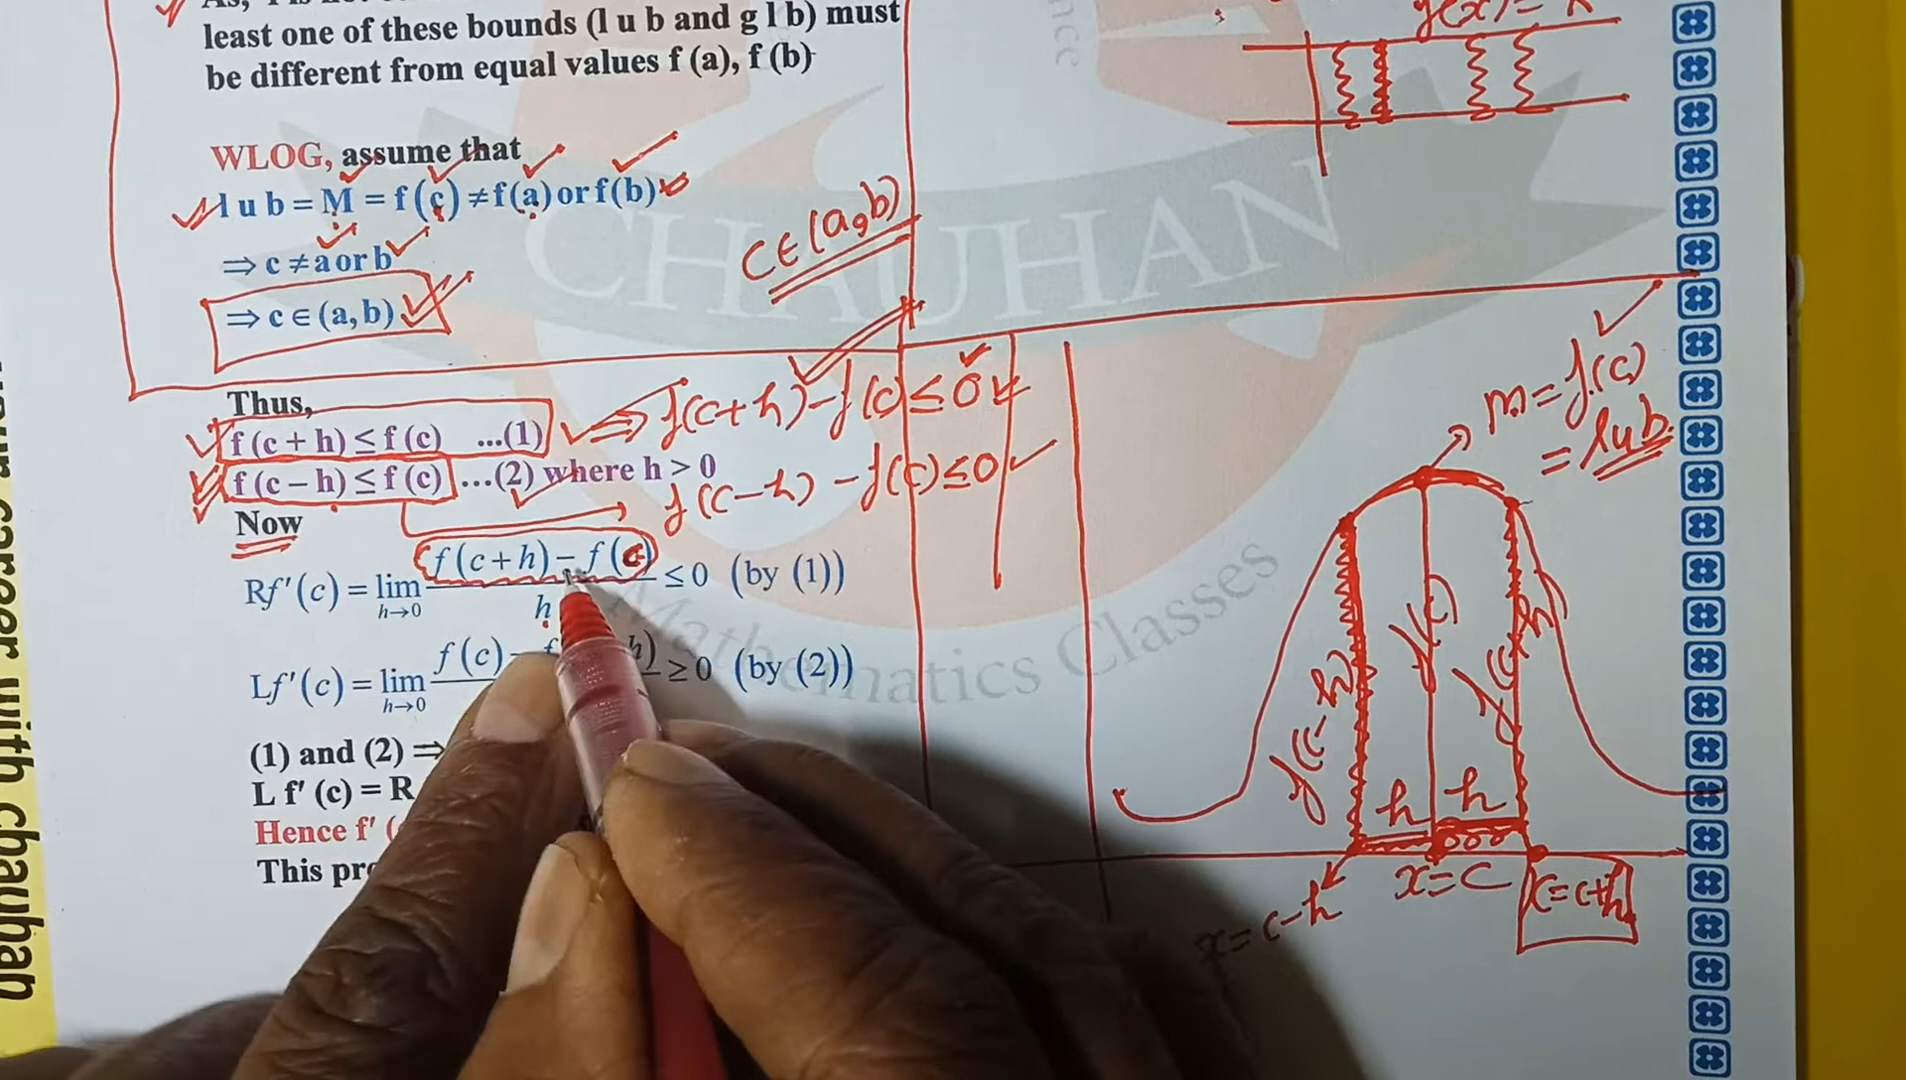 least one of these bounds (l u b and g l b) must
be different from equal values f (a), f (b)
WLOG, assume that
l u b = M = f (c) ≠ f(a) or f(b)
⇒ c ≠ a or b
⇒ c ∈ (a, b)
C∈(a,b)
Thus,
f (c + h) ≤ f (c) ...(1)
⇒ f(c+h) – f(c) ≤ 0
f (c – h) ≤ f (c) ...(2) where h > 0
f(c–h) – f(c) ≤ 0
Now
Rf'(c) = lim h→0 f(c+h) – f(c) / h ≤ 0 (by (1))
Lf'(c) = lim h→0 f(c) – h) ≥ 0 (by (2))
(1) and (2) ⇒
L f' (c) = R
Hence f' (
This
CHAUHAN
Mathematics Classes
m = f(c)
= lub
f(c–h)
f(c)
f(c+h)
h
h
x = c–h
x = c
x = c+h
your career with chauhan